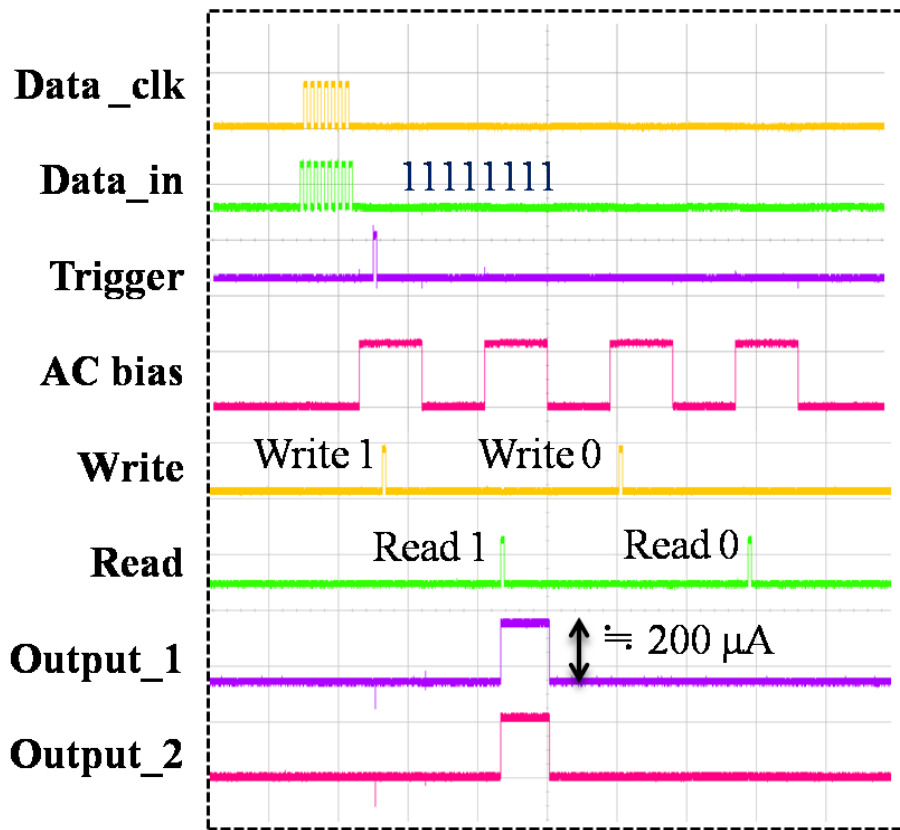 Data _clk
Data_in
11111111
Trigger
AC bias
Write
Write 1
Write 0
Read
Read 1
Read 0
Output_1
≒ 200 μA
Output_2